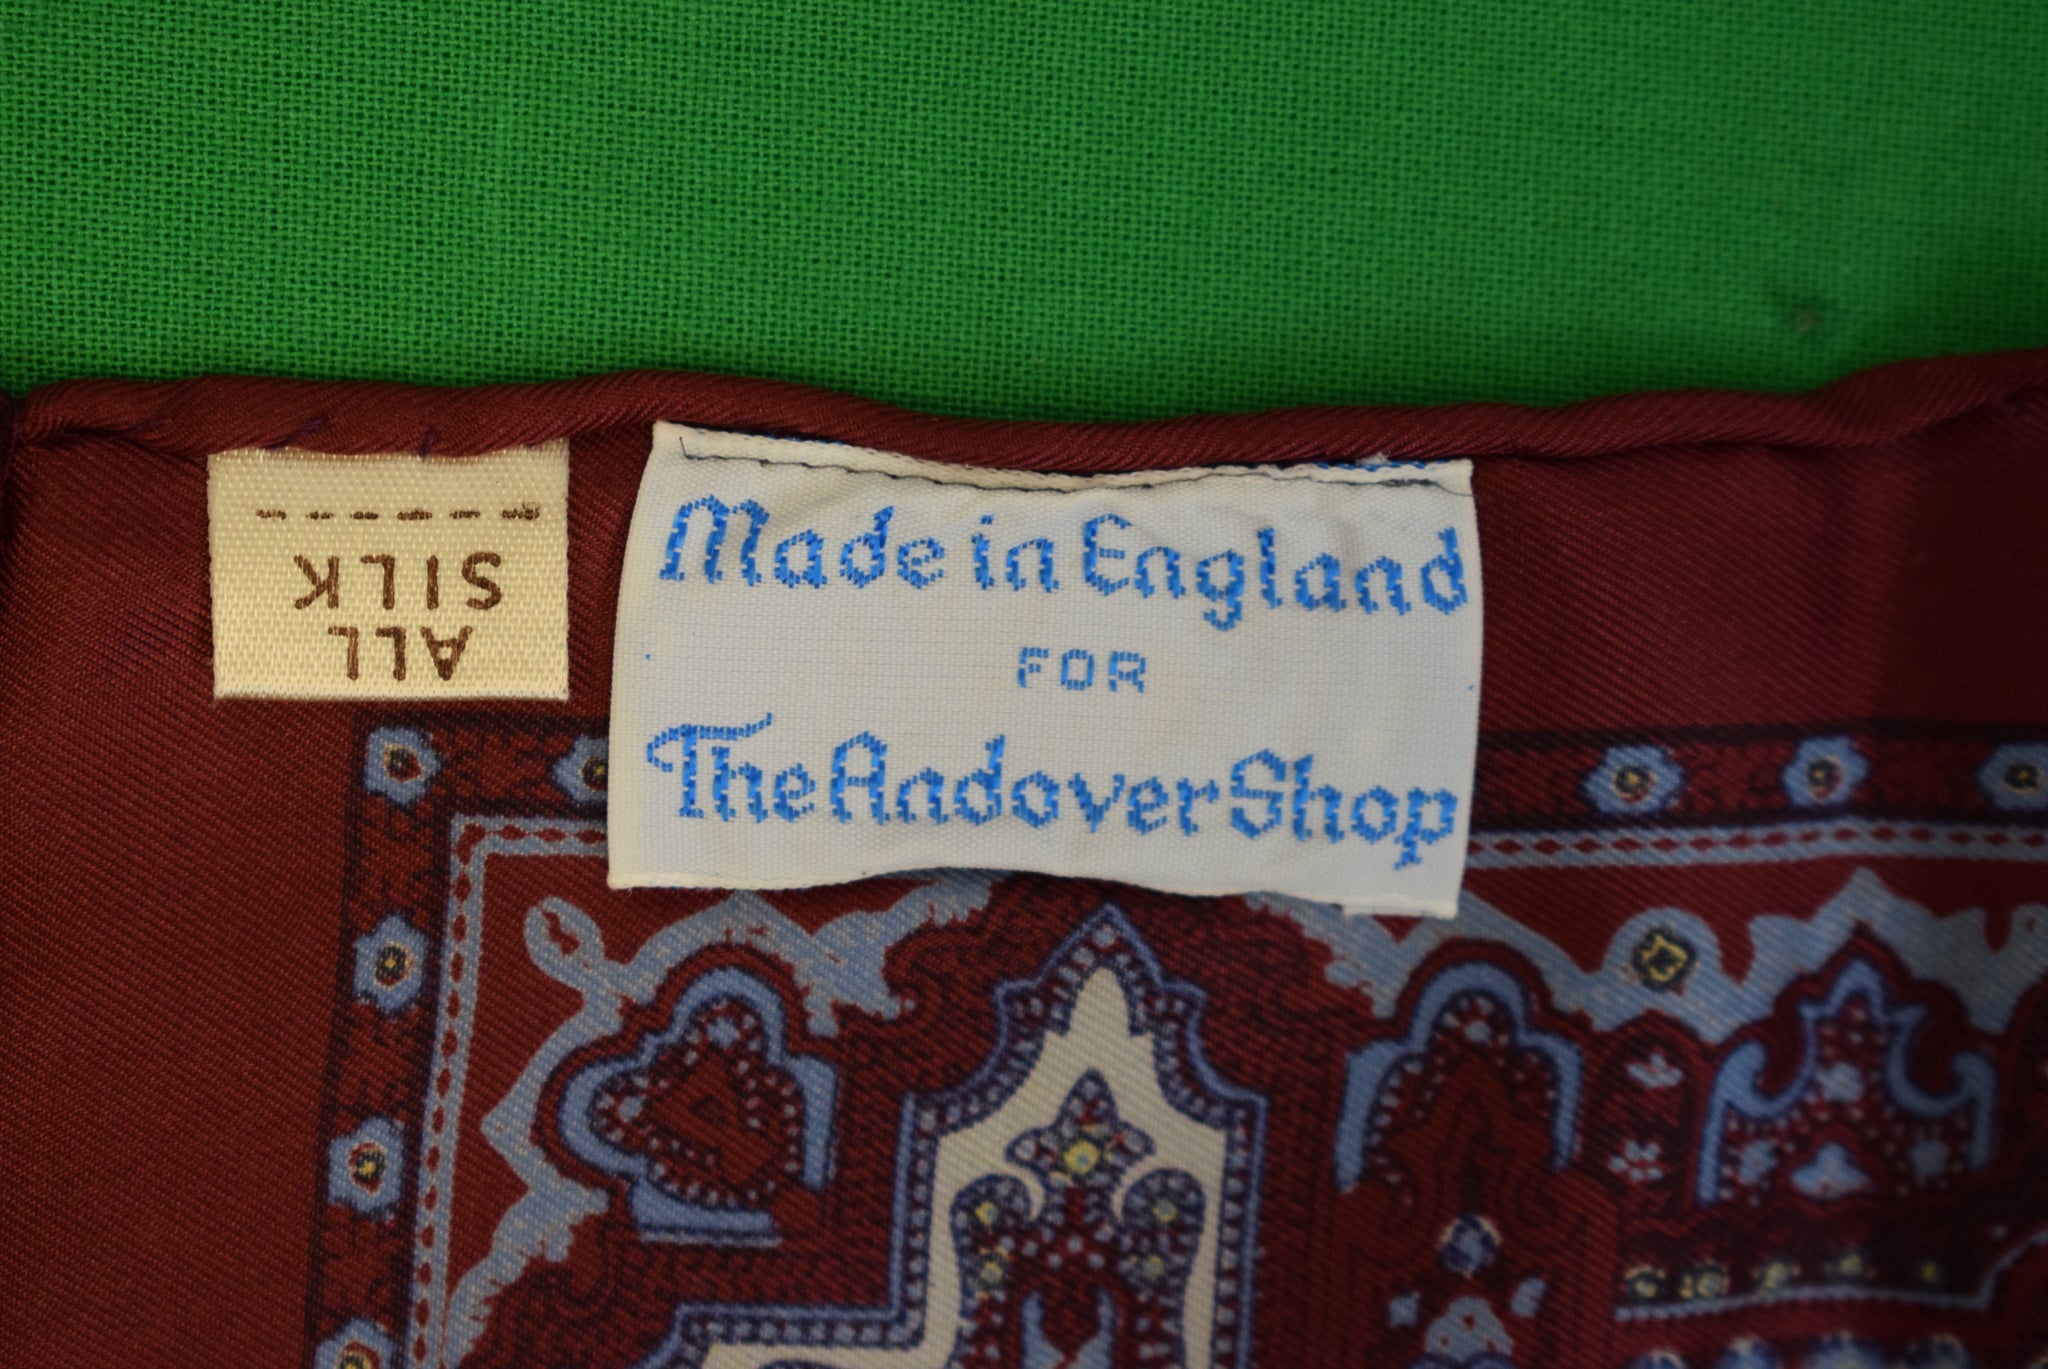 ALL
SILK
Made in England
FOR
The Andover Shop